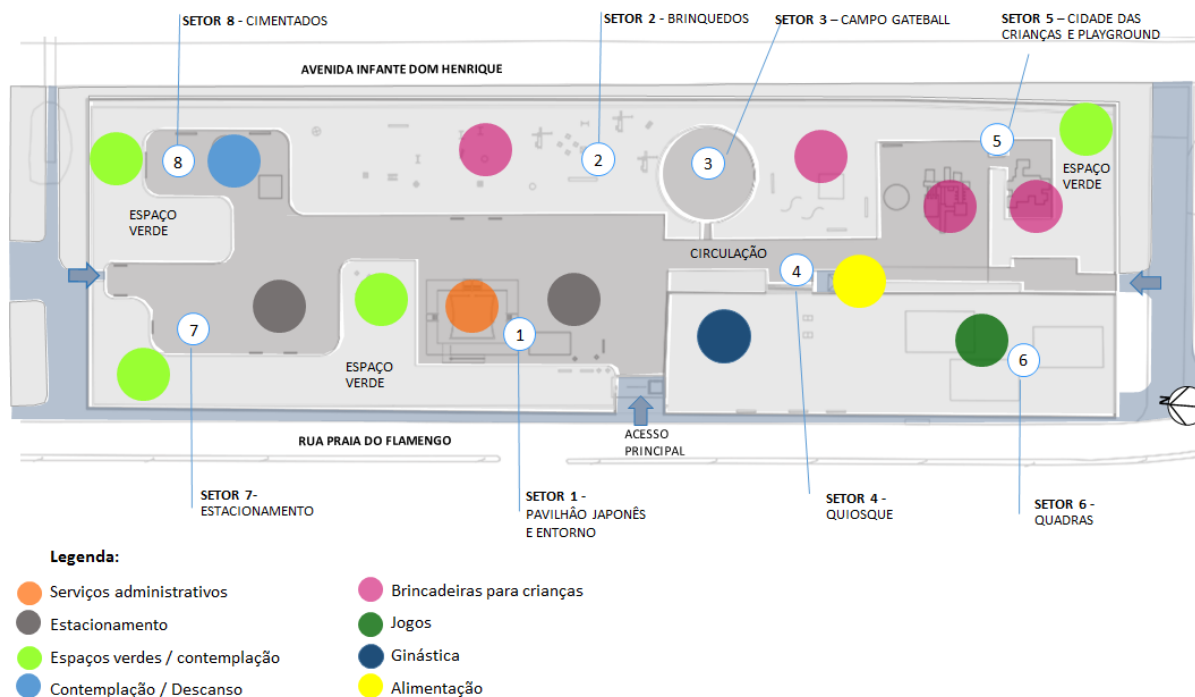 SETOR 8 - CIMENTADOS
SETOR 2 - BRINQUEDOS
SETOR 3 – CAMPO GATEBALL
SETOR 5 – CIDADE DAS
CRIANÇAS E PLAYGROUND
AVENIDA INFANTE DOM HENRIQUE
8
2
3
5
ESPAÇO
VERDE
ESPAÇO
VERDE
CIRCULAÇÃO
4
7
1
6
ESPAÇO
VERDE
N
RUA PRAIA DO FLAMENGO
ACESSO
PRINCIPAL
SETOR 7-
ESTACIONAMENTO
SETOR 1 -
PAVILHÂO JAPONÊS
E ENTORNO
SETOR 4 -
QUIOSQUE
SETOR 6 -
QUADRAS
Legenda:
Serviços administrativos
Estacionamento
Espaços verdes / contemplação
Contemplação / Descanso
Brincadeiras para crianças
Jogos
Ginástica
Alimentação